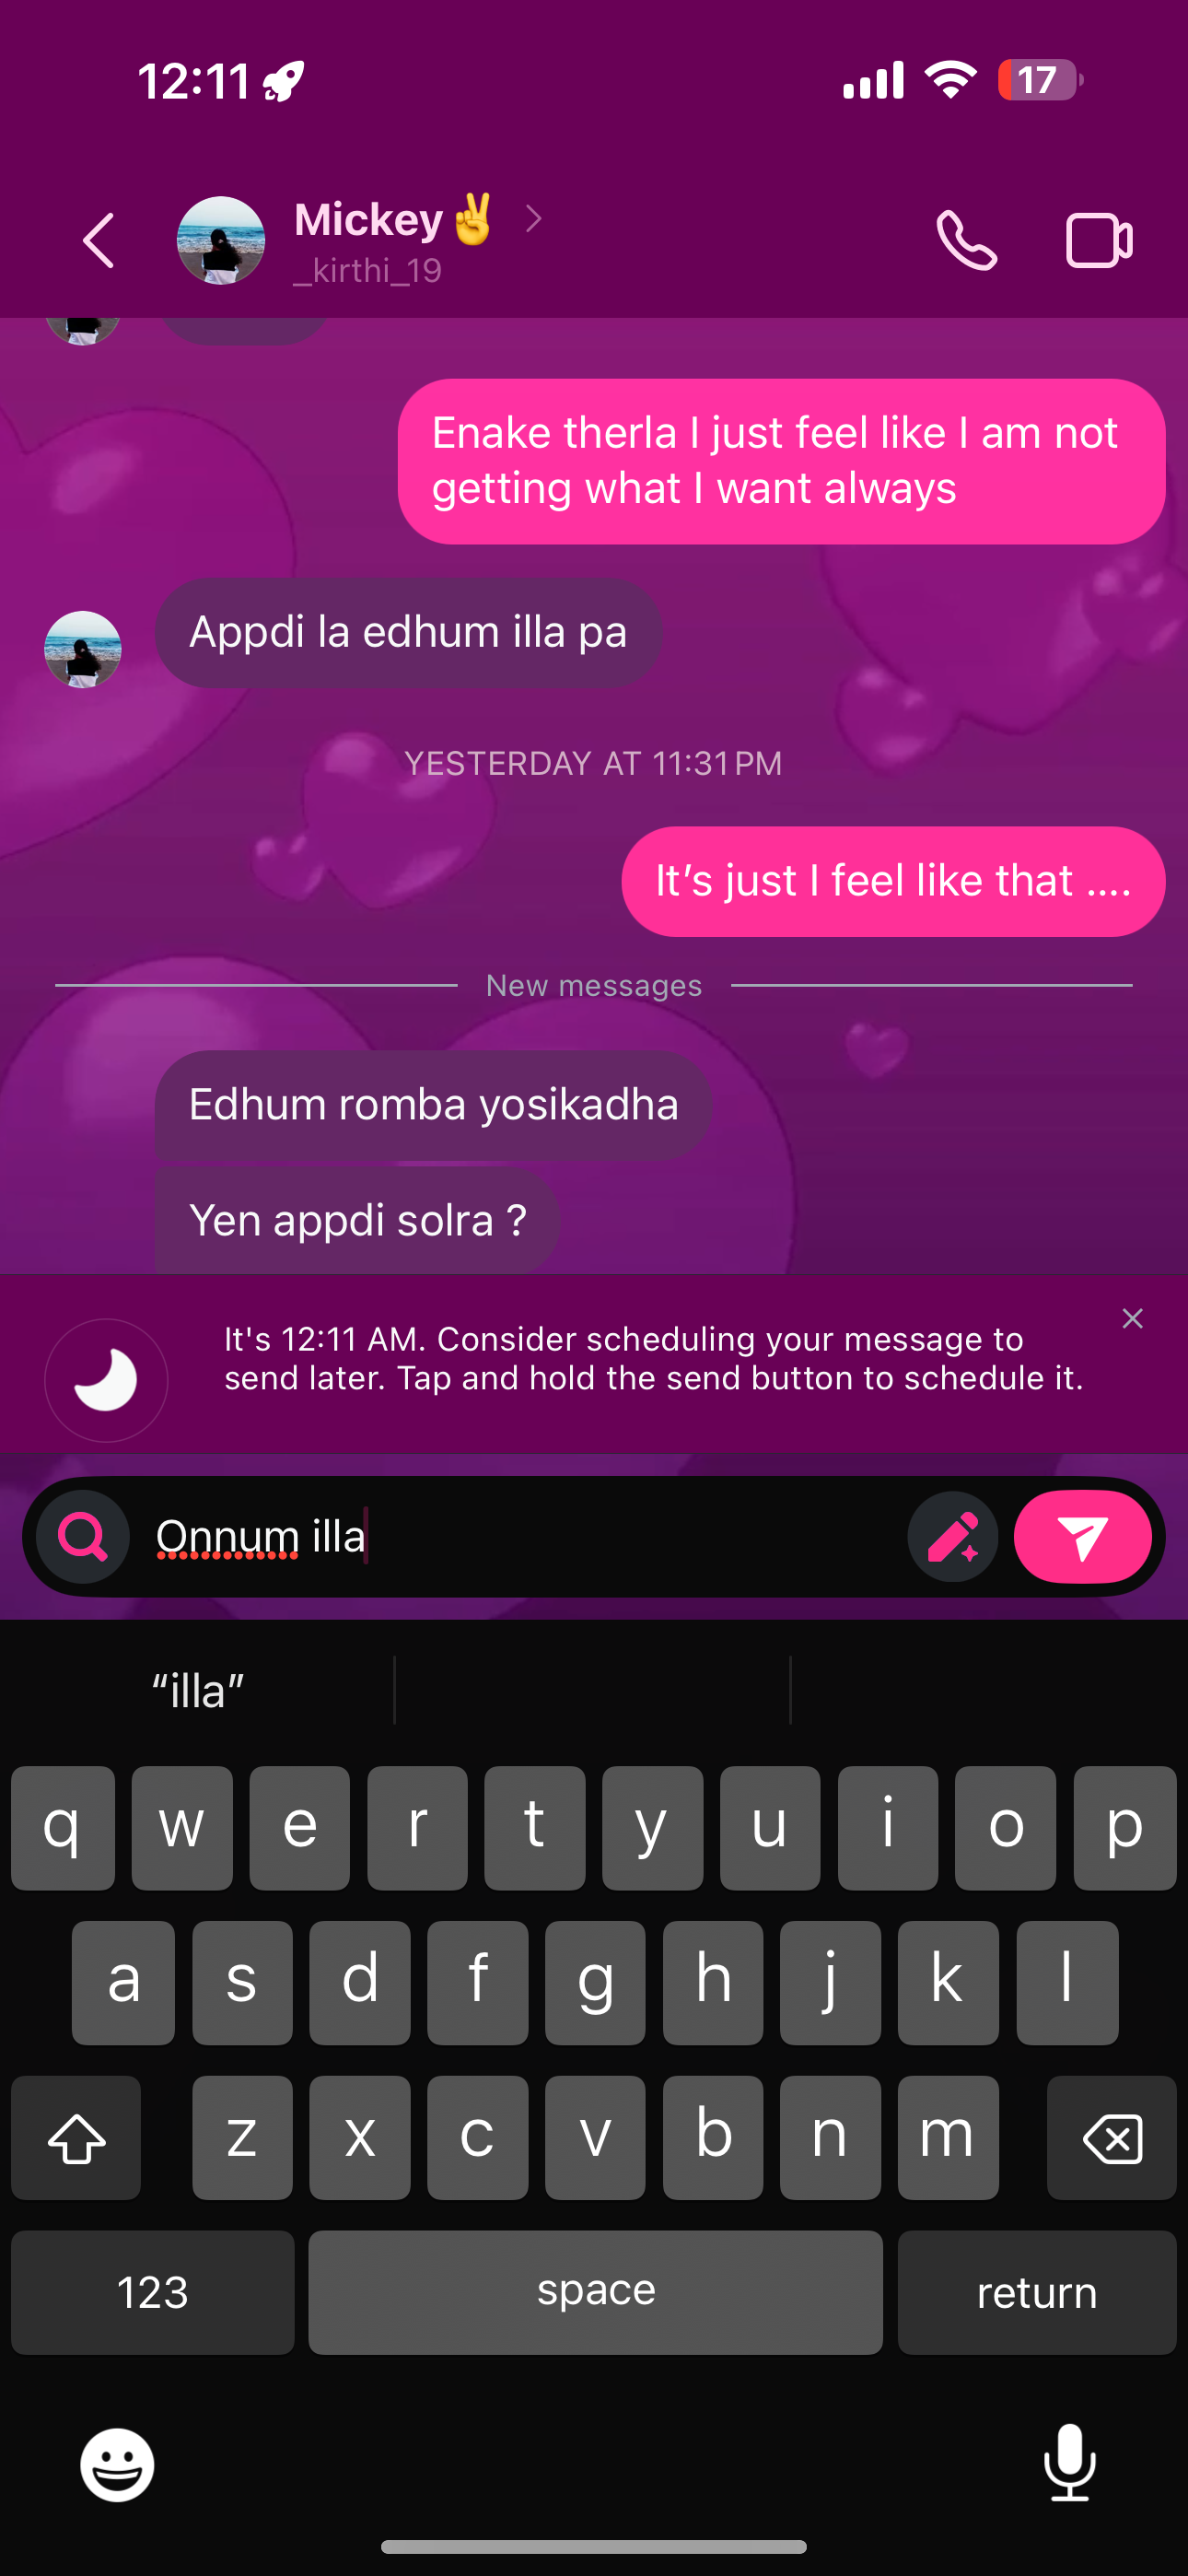 12:11
17
Mickey✌️
_kirthi_19
Enake therla I just feel like I am not
getting what I want always
Appdi la edhum illa pa
YESTERDAY AT 11:31 PM
It’s just I feel like that ....
New messages
Edhum romba yosikadha
Yen appdi solra ?
It's 12:11 AM. Consider scheduling your message to
send later. Tap and hold the send button to schedule it.
Onnum illa
“illa”
q w e r t y u i o p
a s d f g h j k l
z x c v b n m
123 space return